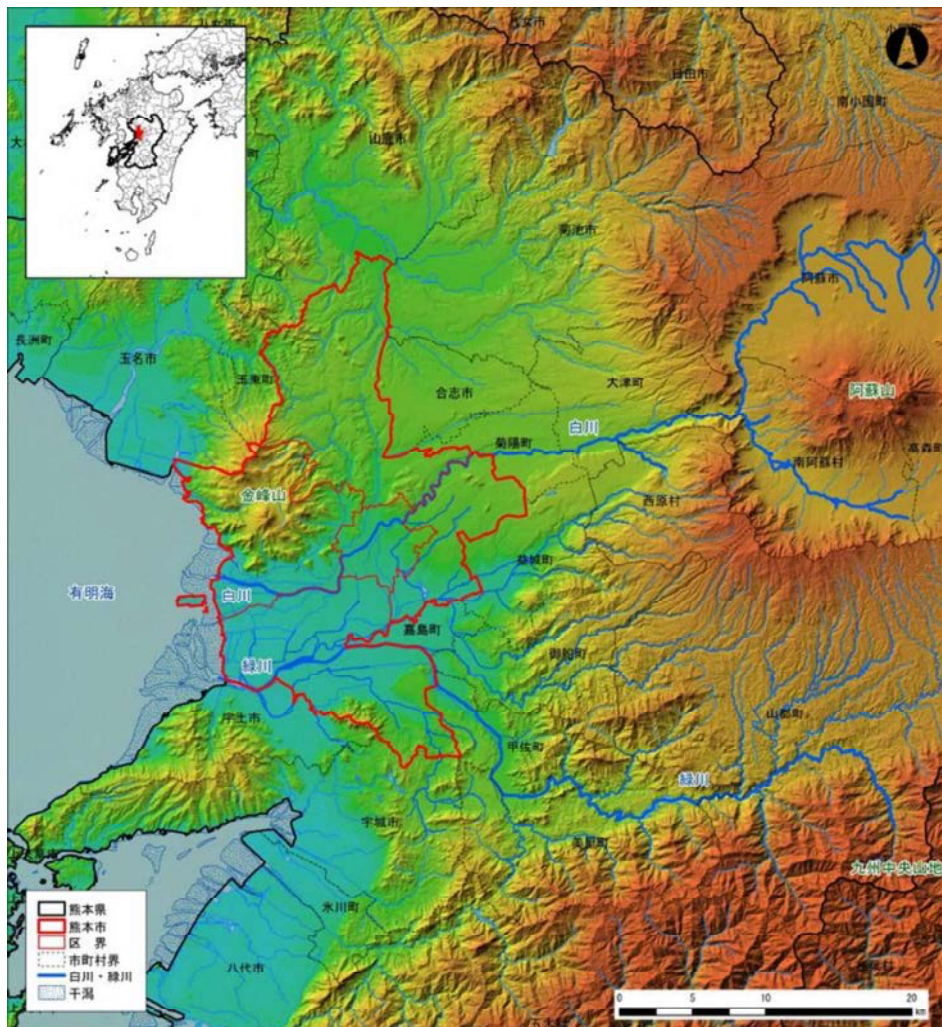 日田市
南小国町
山鹿市
菊池市
阿蘇市
長洲町
玉名市
玉東町
合志市
大津町
阿蘇山
菊陽町
白川
高森町
南阿蘇村
金峰山
西原村
益城町
有明海
白川
嘉島町
御船町
緑川
宇土市
山都町
甲佐町
緑川
宇城市
美里町
九州中央山地
氷川町
八代市
熊本県
熊本市
区界
市町村界
白川・緑川
干潟
0 5 10 20
km